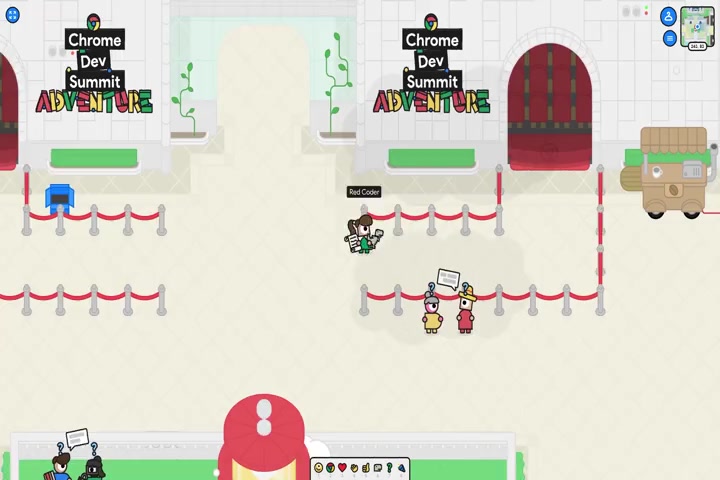 Chrome
Dev
Summit
ADVENTURE
Chrome
Dev
Summit
ADVENTURE
Red Coder